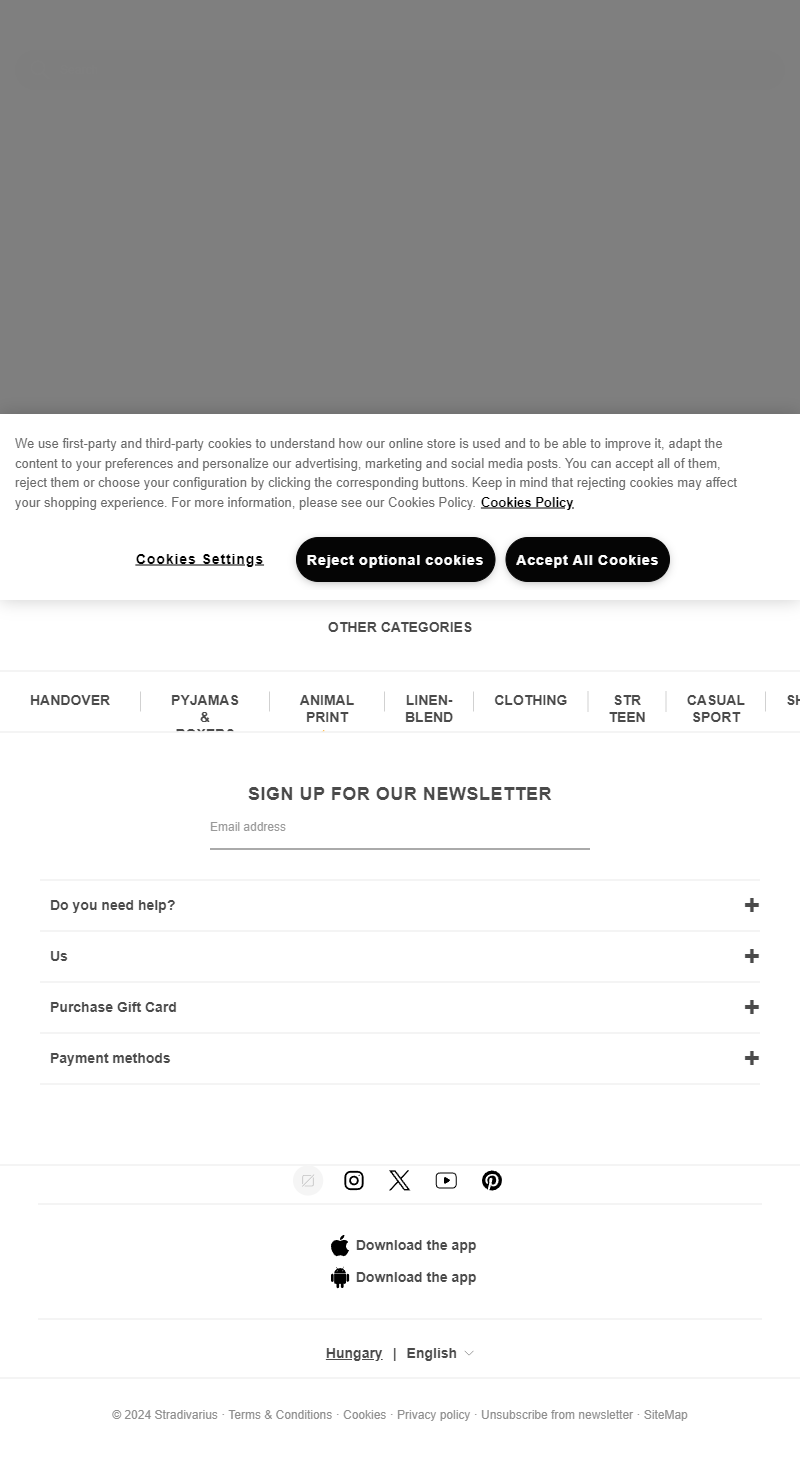 We use first-party and third-party cookies to understand how our online store is used and to be able to improve it, adapt the
content to your preferences and personalize our advertising, marketing and social media posts. You can accept all of them,
reject them or choose your configuration by clicking the corresponding buttons. Keep in mind that rejecting cookies may affect
your shopping experience. For more information, please see our Cookies Policy. Cookies Policy
Cookies Settings Reject optional cookies Accept All Cookies
OTHER CATEGORIES
HANDOVER PYJAMAS ANIMAL LINEN- CLOTHING STR CASUAL
& PRINT BLEND TEEN SPORT
SIGN UP FOR OUR NEWSLETTER
Email address
Do you need help?
Us
Purchase Gift Card
Payment methods
Download the app
Download the app
Hungary | English
© 2024 Stradivarius · Terms & Conditions · Cookies · Privacy policy · Unsubscribe from newsletter · SiteMap